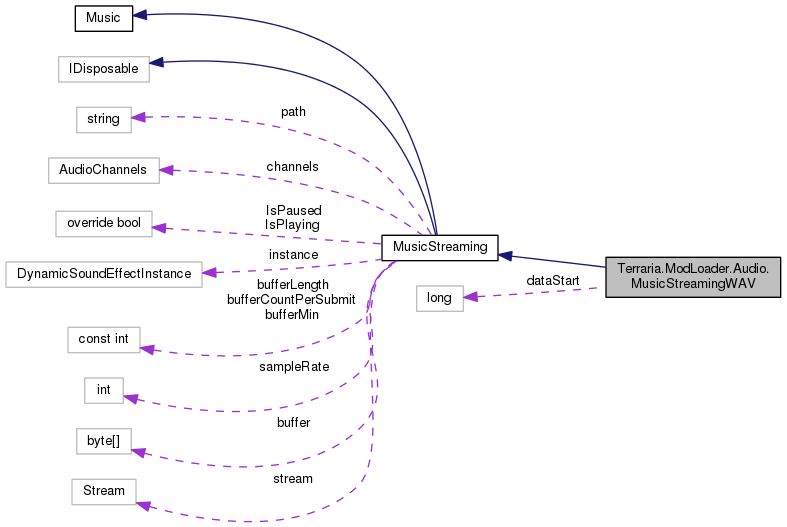 Music
IDisposable
string
path
AudioChannels
channels
override bool
IsPaused
IsPlaying
MusicStreaming
DynamicSoundEffectInstance
instance
Terraria.ModLoader.Audio.
MusicStreamingWAV
dataStart
long
bufferLength
bufferCountPerSubmit
bufferMin
const int
sampleRate
int
buffer
byte[]
stream
Stream